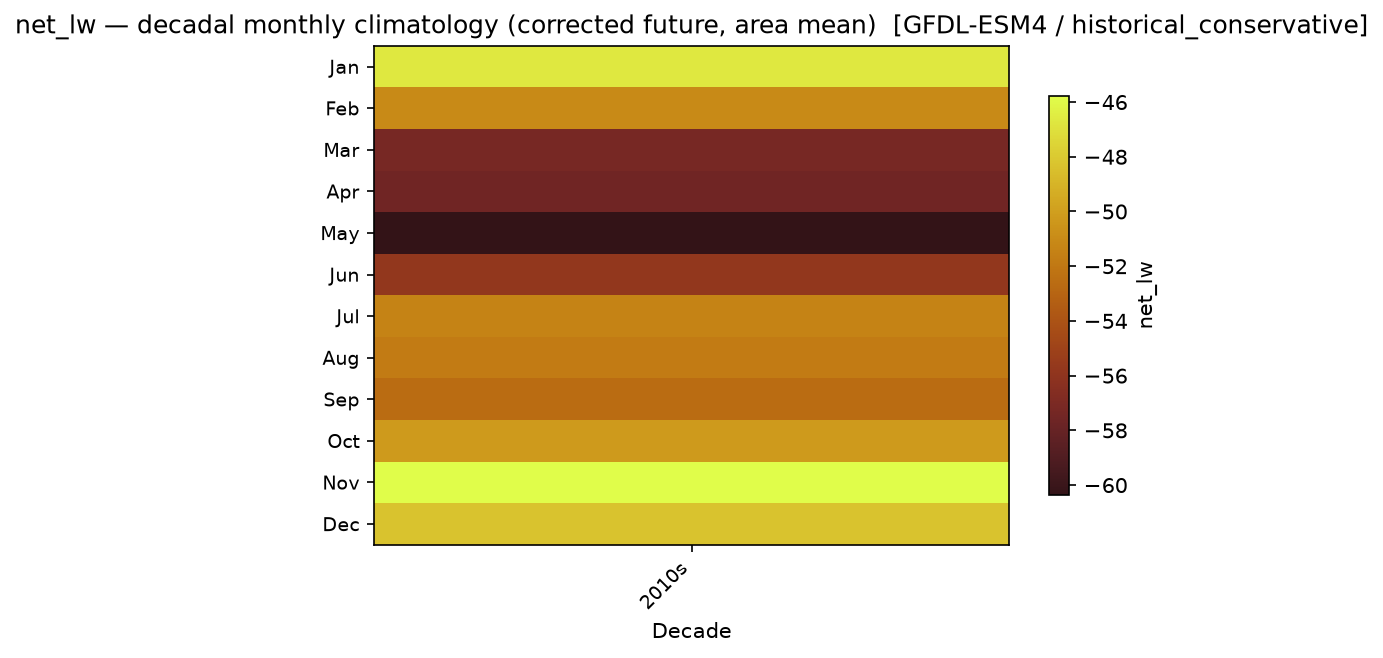 net_lw — decadal monthly climatology (corrected future, area mean)  [GFDL-ESM4 / historical_conservative]
Jan
Feb
Mar
Apr
May
Jun
Jul
Aug
Sep
Oct
Nov
Dec
2010s
Decade
−46
−48
−50
−52
−54
−56
−58
−60
net_lw